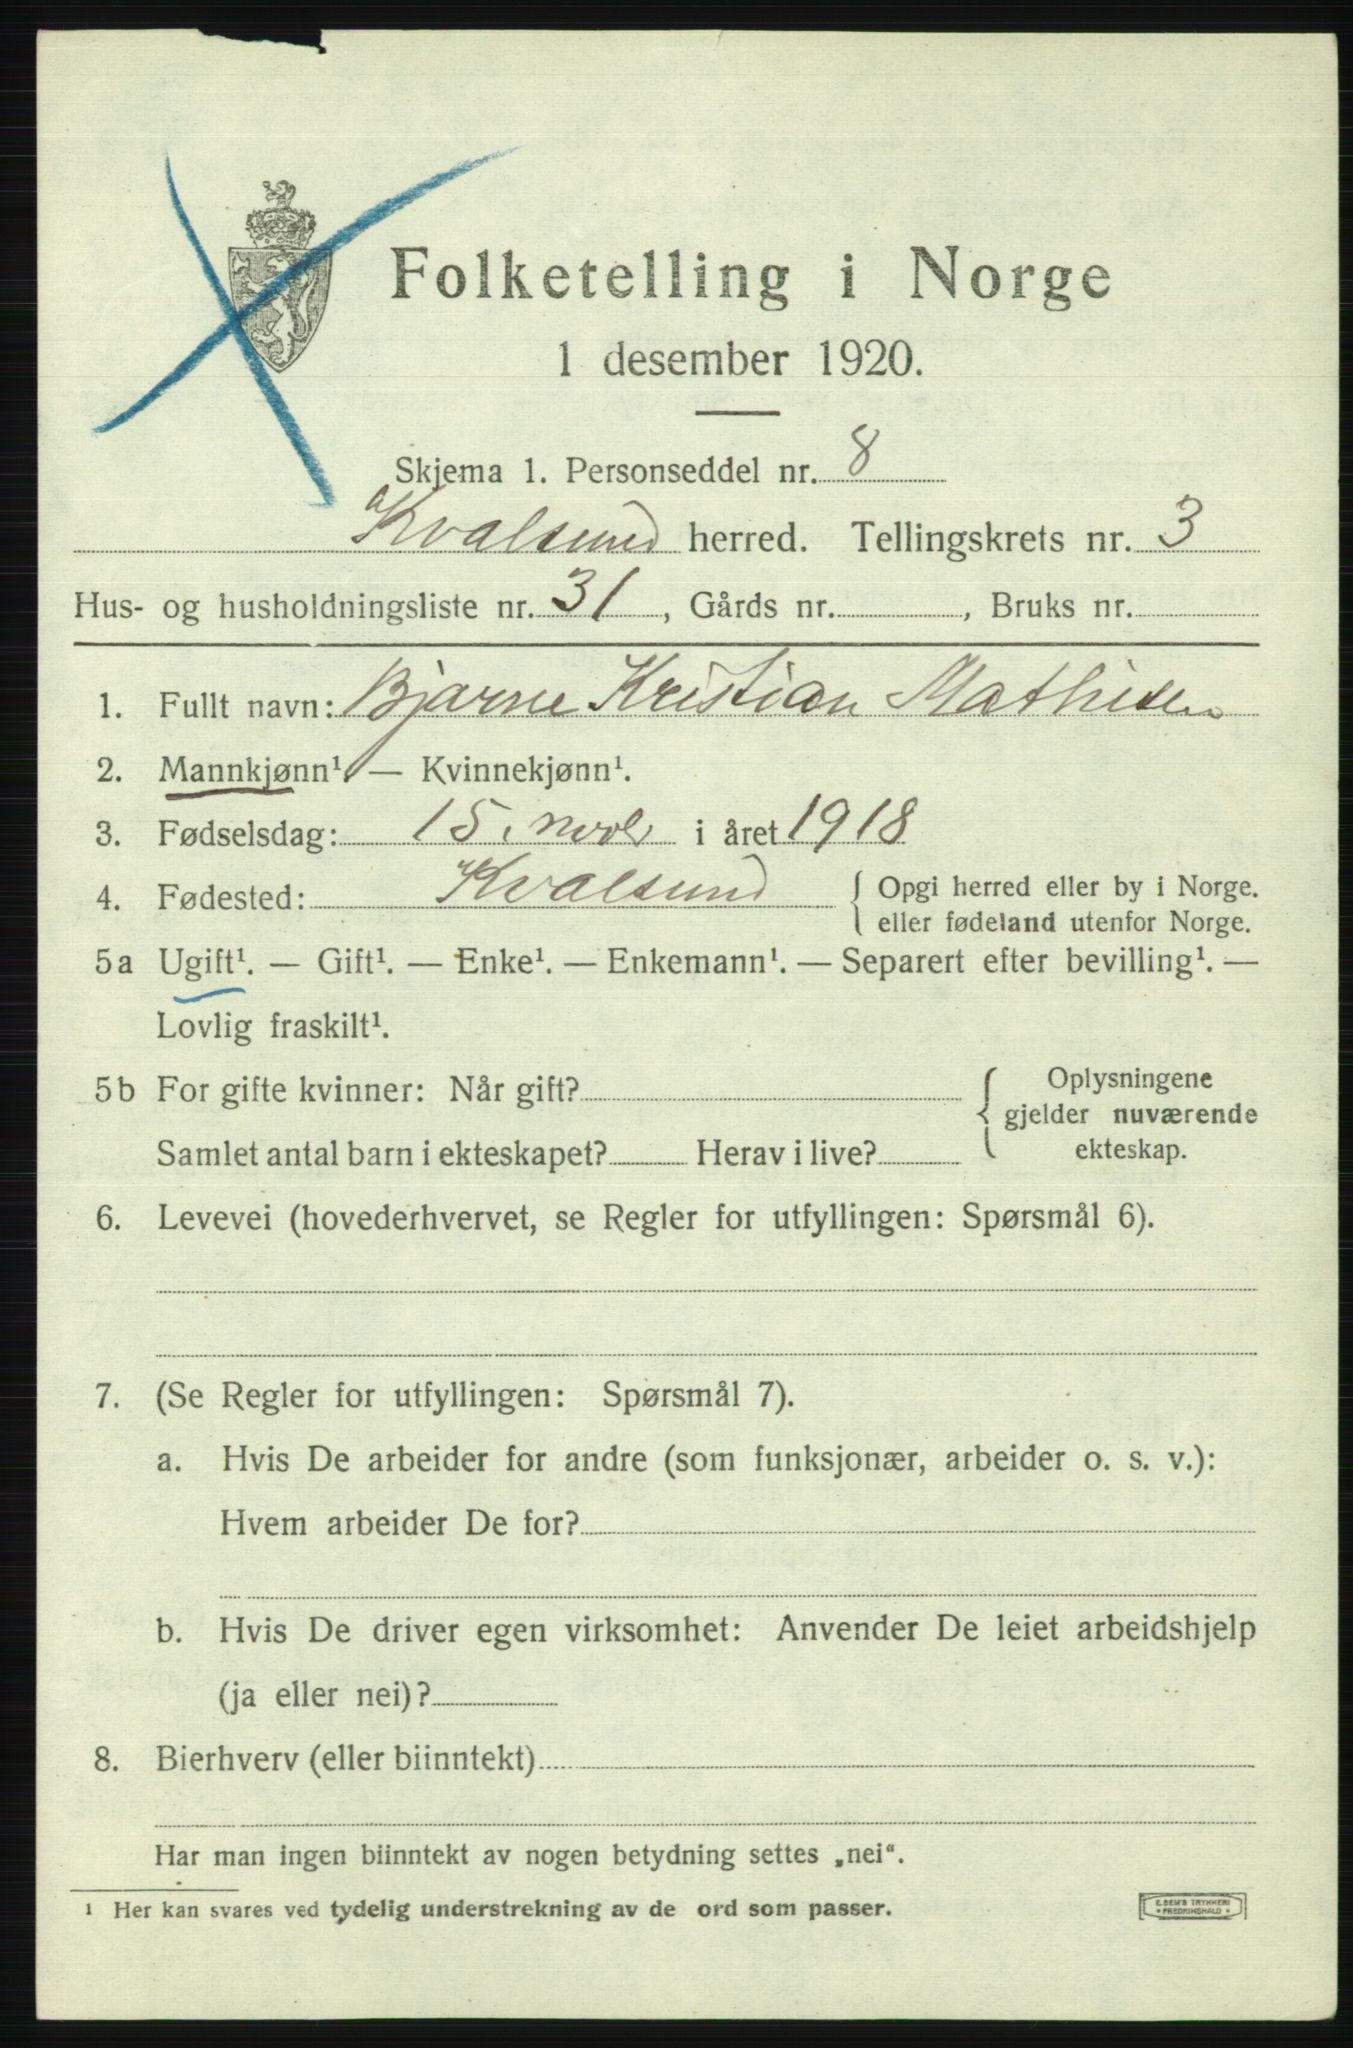 Folketelling i Norge
1 desember 1920.
Skjema 1. Personseddel nr. 8
Kvalsund herred. Tellingskrets nr. 3
Hus- og husholdningsliste nr. 31, Gårds nr. , Bruks nr.
1. Fullt navn: Bjarne Kristian Mathisen
2. Mannkjønn¹. — Kvinnekjønn¹.
3. Fødselsdag: 15. i året 1918
4. Fødested: Kvalsund { Opgi herred eller by i Norge.
eller fødeland utenfor Norge.
5a Ugift¹. — Gift¹. — Enke¹. — Enkemann¹. — Separert efter bevilling¹. —
Lovlig fraskilt¹.
5b For gifte kvinner: Når gift? { Oplysningene
gjelder nuværende
Samlet antal barn i ekteskapet? Herav i live? ekteskap.
6. Levevei (hovederhvervet, se Regler for utfyllingen: Spørsmål 6).
7. (Se Regler for utfyllingen: Spørsmål 7).
a. Hvis De arbeider for andre (som funksjonær, arbeider o. s. v.):
Hvem arbeider De for?
b. Hvis De driver egen virksomhet: Anvender De leiet arbeidshjelp
(ja eller nei)?
8. Bierhverv (eller biinntekt)
Har man ingen biinntekt av nogen betydning settes „nei“.
¹ Her kan svares ved tydelig understrekning av de ord som passer.
E. SEM'S TRYKKERI
FREDRIKSHALD